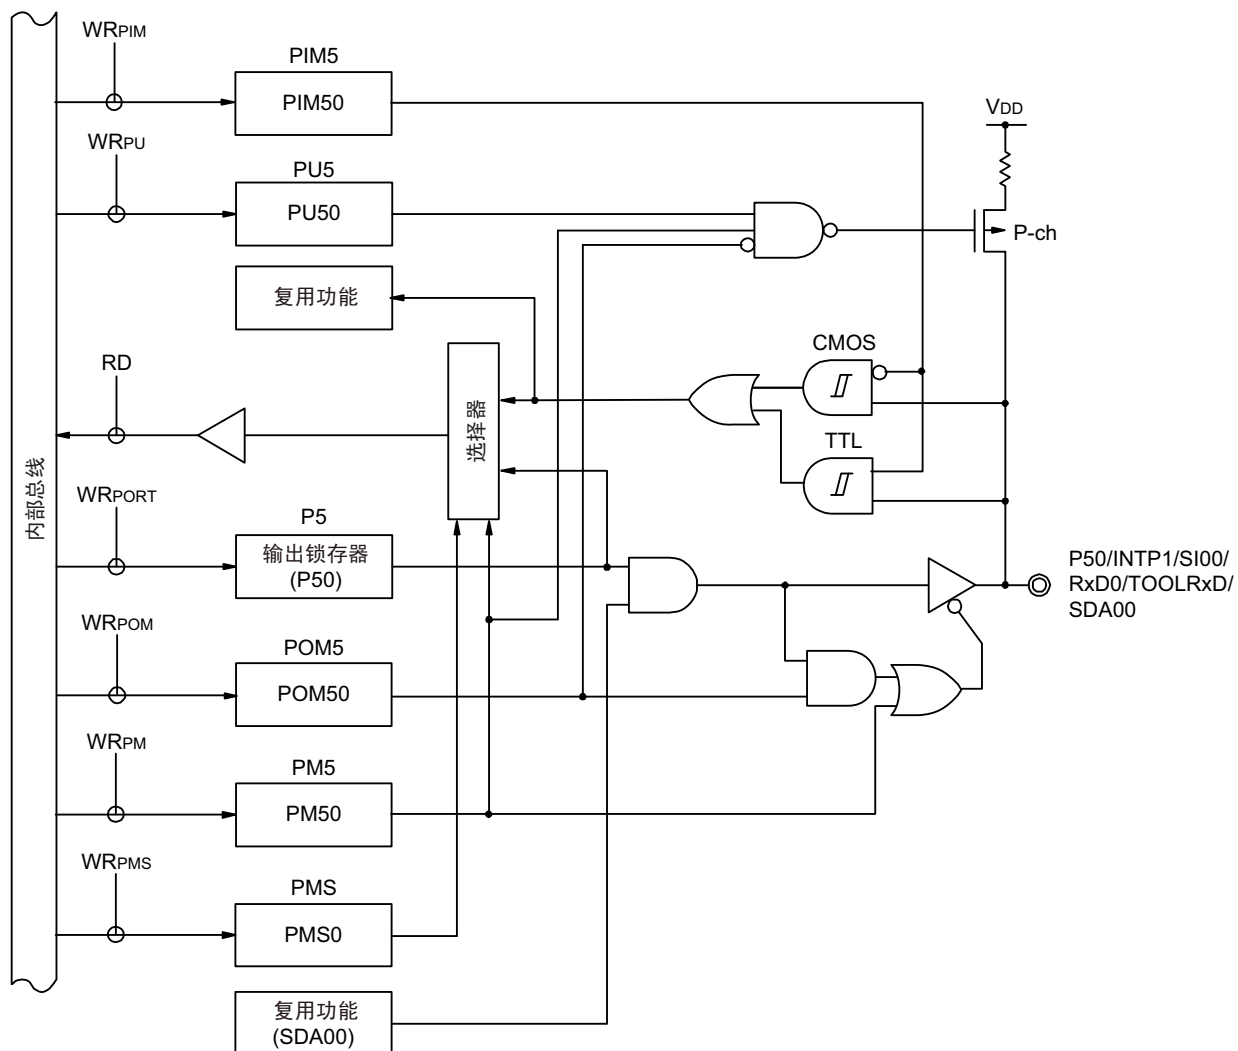 WRPIM
PIM5
PIM50
VDD
WRPU
PU5
PU50
P-ch
复用功能
CMOS
RD
选择器
TTL
内部总线
WRPORT
P5
输出锁存器
(P50)
P50/INTP1/SI00/
RxD0/TOOLRxD/
SDA00
WRPOM
POM5
POM50
WRPM
PM5
PM50
WRPMS
PMS
PMS0
复用功能
(SDA00)